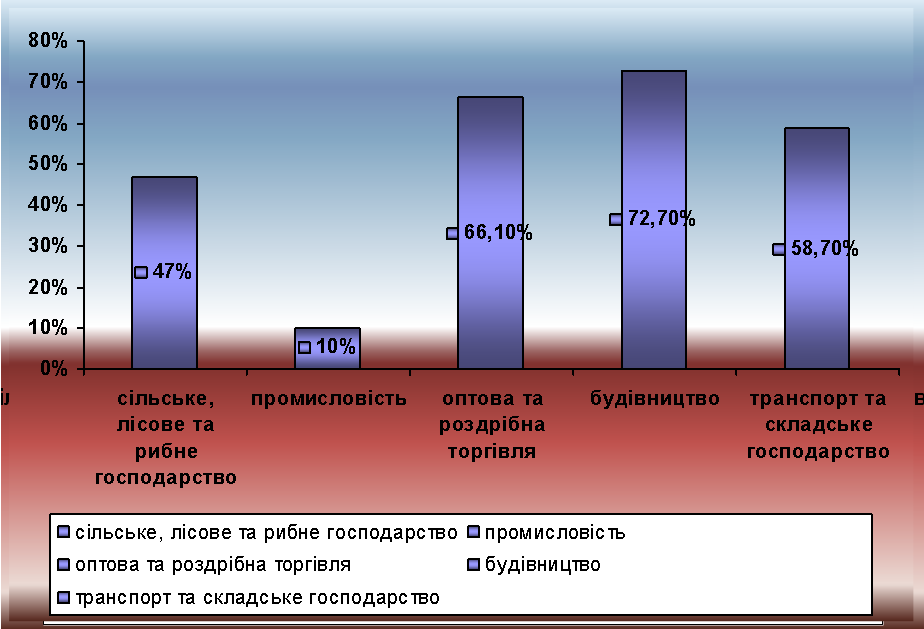 80%
70%
60%
50%
40%
30%
20%
10%
0%
47%
10%
66,10%
72,70%
58,70%
сільське,
лісове та
рибне
господарство
промисловість
оптова та
роздрібна
торгівля
будівництво
транспорт та
складське
господарство
сільське, лісове та рибне господарство
промисловість
оптова та роздрібна торгівля
будівництво
транспорт та складське господарство